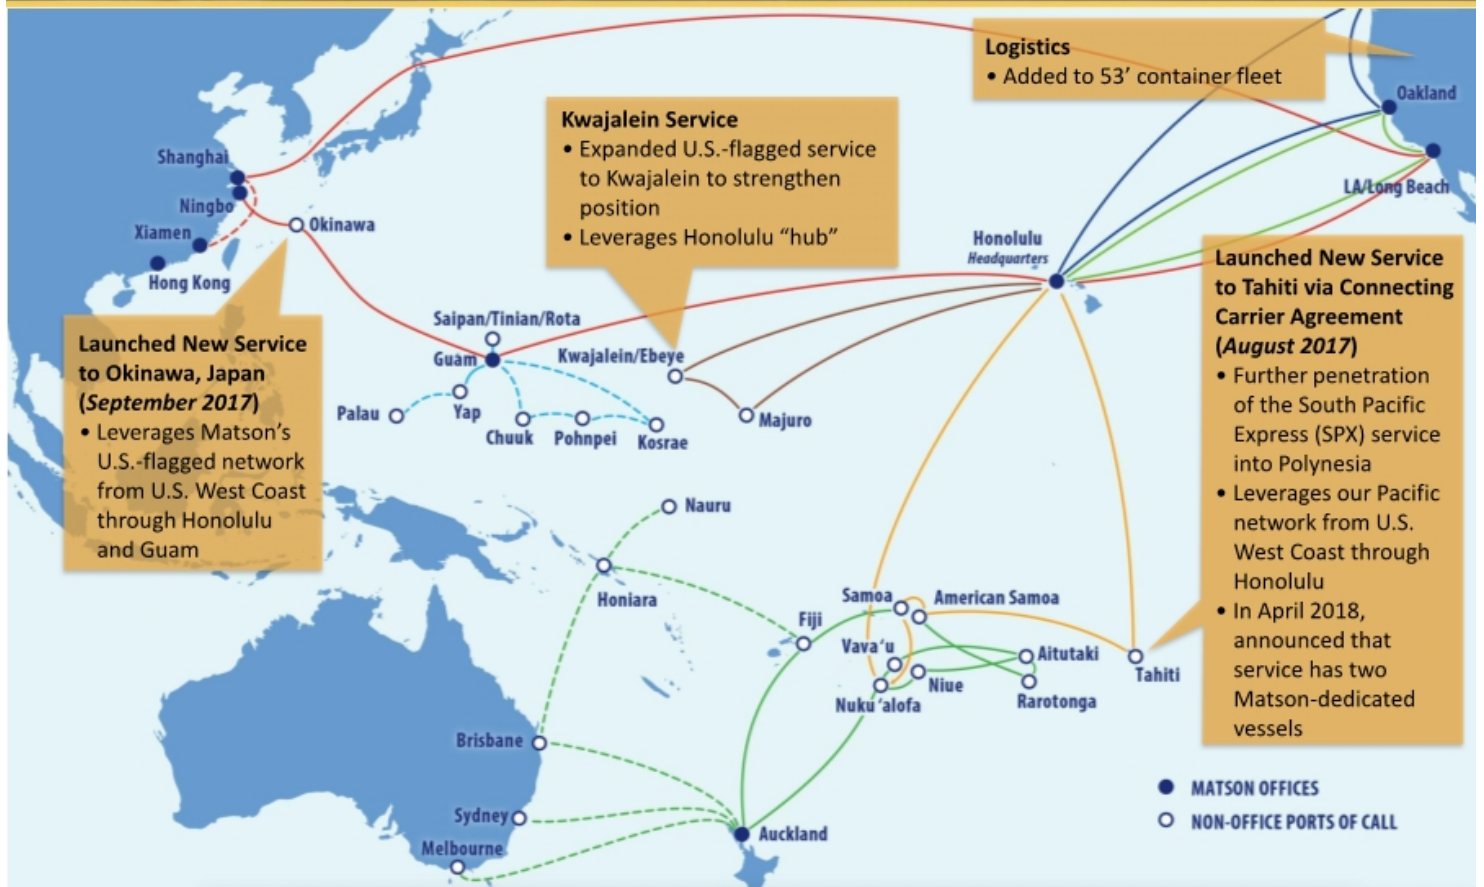 Logistics
• Added to 53’ container fleet
Oakland
LA/Long Beach
Kwajalein Service
• Expanded U.S.-flagged service
to Kwajalein to strengthen
position
• Leverages Honolulu “hub”
Shanghai
Ningbo
Xiamen
Hong Kong
Okinawa
Honolulu
Headquarters
Launched New Service
to Okinawa, Japan
(September 2017)
• Leverages Matson’s
U.S.-flagged network
from U.S. West Coast
through Honolulu
and Guam
Launched New Service
to Tahiti via Connecting
Carrier Agreement
(August 2017)
• Further penetration
of the South Pacific
Express (SPX) service
into Polynesia
• Leverages our Pacific
network from U.S.
West Coast through
Honolulu
• In April 2018,
announced that
service has two
Matson-dedicated
vessels
Saipan/Tinian/Rota
Guam
Kwajalein/Ebeye
Palau
Yap
Chuuk
Pohnpei
Kosrae
Majuro
Nauru
Honiara
Fiji
Samoa
American Samoa
Vava‘u
Niue
Nuku‘alofa
Aitutaki
Rarotonga
Tahiti
Brisbane
Sydney
Melbourne
Auckland
MATSON OFFICES
NON-OFFICE PORTS OF CALL